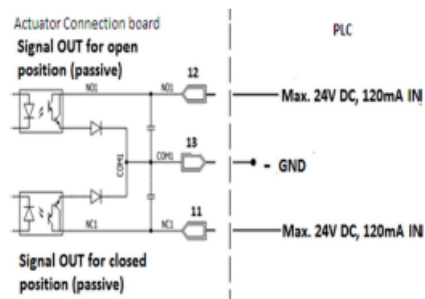 Actuator Connection board
PLC
Signal OUT for open
position (passive)
12
NO1
NO1
Max. 24V DC, 120mA IN
13
COM1
COM1
- GND
11
NC1
NC1
Max. 24V DC, 120mA IN
Signal OUT for closed
position (passive)